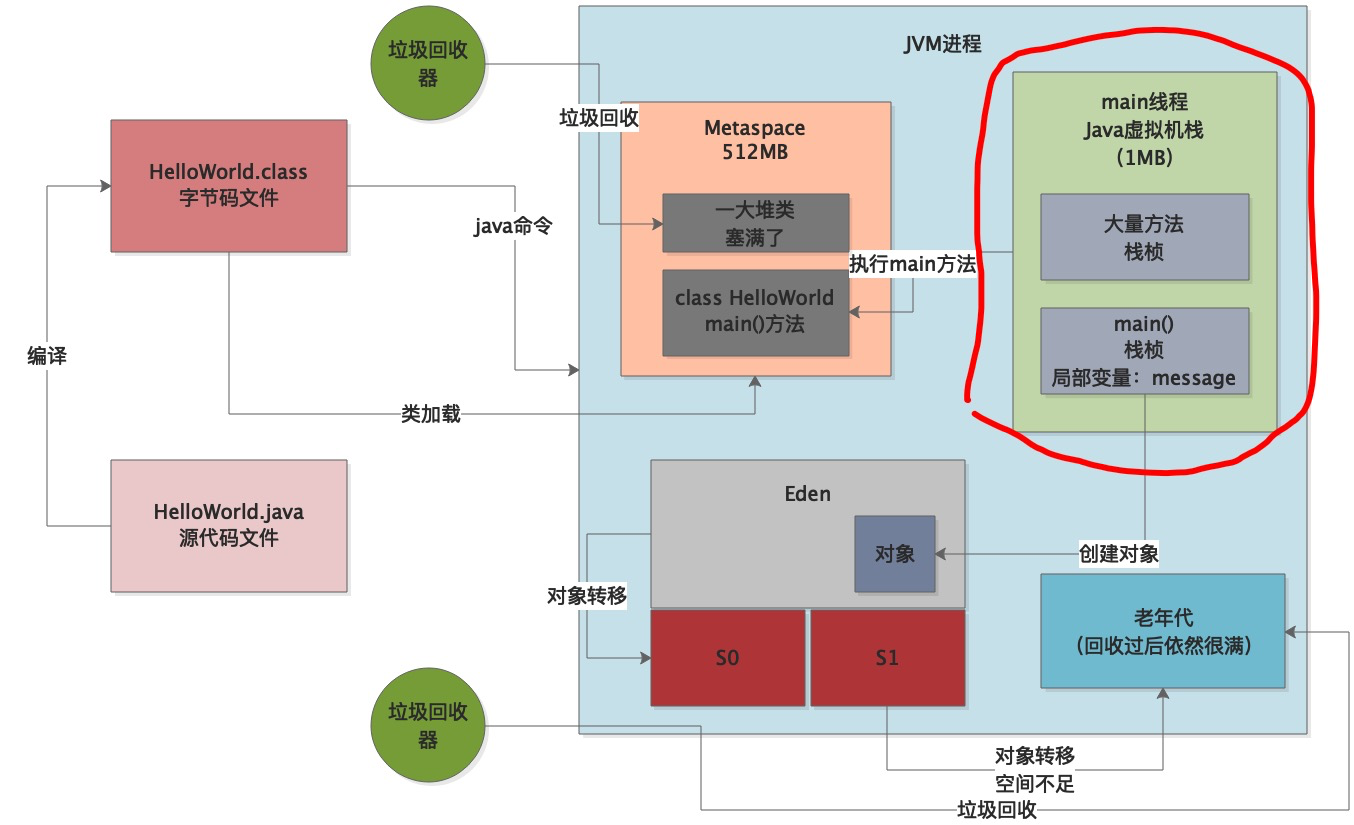 垃圾回收
器
JVM进程
垃圾回收
Metaspace
512MB
一大堆类
塞满了
class HelloWorld
main()方法
执行main方法
main线程
Java虚拟机栈
（1MB）
大量方法
栈桢
main()
栈桢
局部变量：message
HelloWorld.class
字节码文件
java命令
编译
类加载
HelloWorld.java
源代码文件
Eden
对象
创建对象
对象转移
S0
S1
老年代
（回收过后依然很满）
垃圾回收
器
对象转移
空间不足
垃圾回收